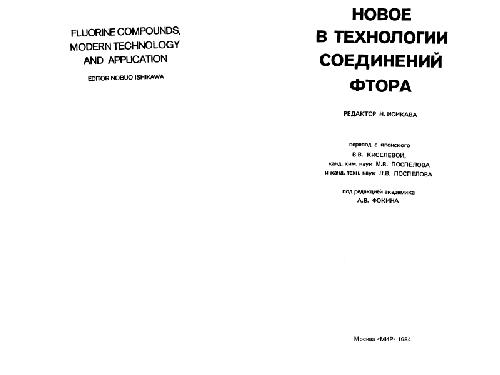 FLUORINE COMPOUNDS,
MODERN TECHNOLOGY
AND APPLICATION
EDITOR NOBUO ISHIKAWA
НОВОЕ
В ТЕХНОЛОГИИ
СОЕДИНЕНИЙ
ФТОРА
РЕДАКТОР Н. ИСИКАВА
перевод с японского
В.В. КИСЕЛЕВОЙ,
канд. хим. наук М.В. ПОСПЕЛОВА
и канд. техн. наук Л.В. ПОСПЕЛОВА
под редакцией академика
А.В. ФОКИНА
Москва «МИР» 1984